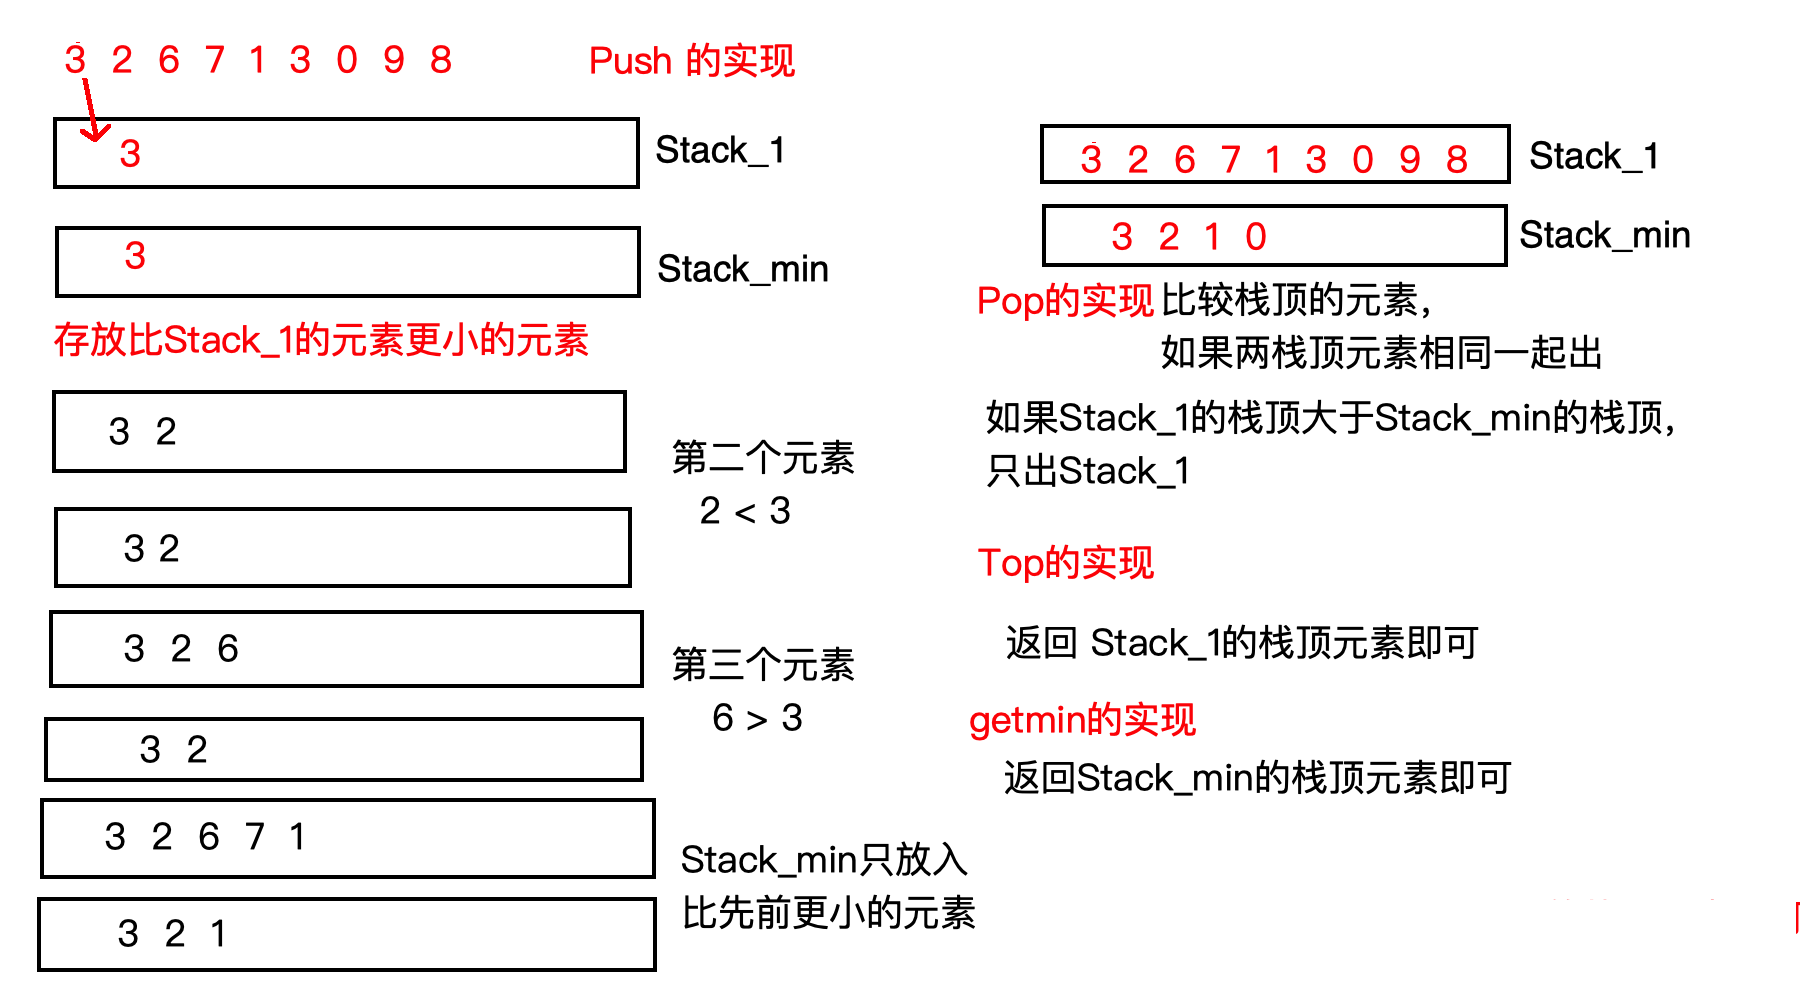 3 2 6 7 1 3 0 9 8
Push 的实现
3
Stack_1
3
Stack_min
存放比Stack_1的元素更小的元素
3 2
第二个元素
2 < 3
3 2
3 2 6
第三个元素
6 > 3
3 2
3 2 6 7 1
Stack_min只放入
比先前更小的元素
3 2 1
3 2 6 7 1 3 0 9 8
Stack_1
3 2 1 0
Stack_min
Pop的实现 比较栈顶的元素，
如果两栈顶元素相同一起出
如果Stack_1的栈顶大于Stack_min的栈顶，
只出Stack_1
Top的实现
返回 Stack_1的栈顶元素即可
getmin的实现
返回Stack_min的栈顶元素即可